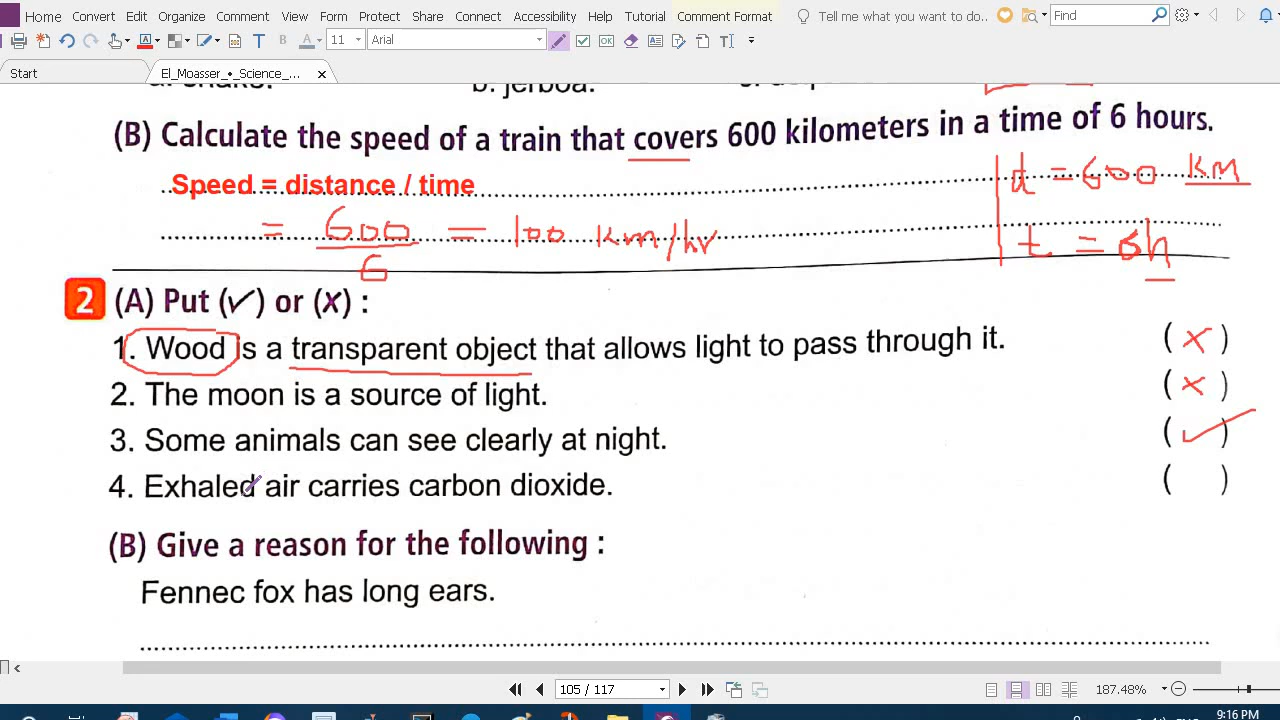 Home Convert Edit Organize Comment View Form Protect Share Connect Accessibility Help Tutorial Comment Format Tell me what you want to do.. Find
11 Arial
Start El_Moasser_•_Science_...
b. jerboa.
(B) Calculate the speed of a train that covers 600 kilometers in a time of 6 hours.
Speed = distance / time
d = 600 KM
= 600 / 6 = 100 km/hr
t = 6h
2 (A) Put (✓) or (x) :
1. Wood is a transparent object that allows light to pass through it. (x)
2. The moon is a source of light. (x)
3. Some animals can see clearly at night. (✓)
4. Exhaled air carries carbon dioxide. ( )
(B) Give a reason for the following :
Fennec fox has long ears.
105 / 117 187.48%
9:16 PM